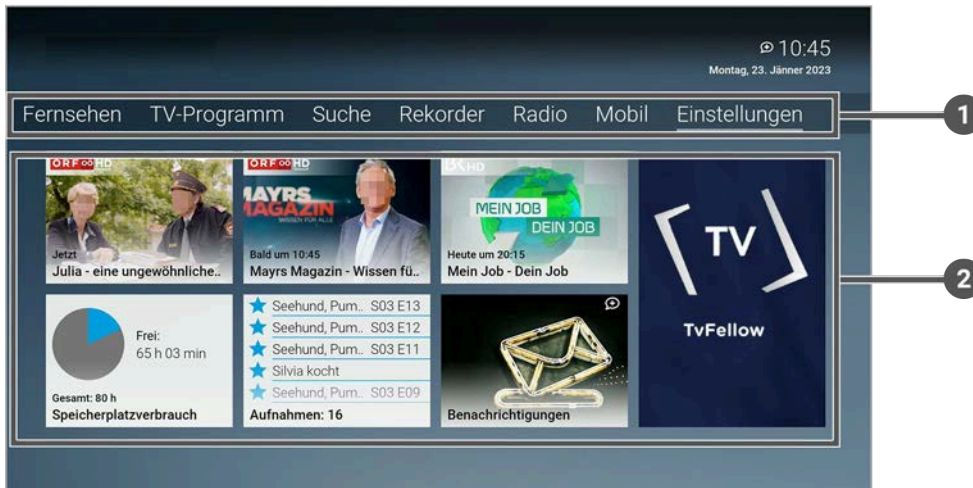 10:45
Montag, 23. Jänner 2023
Fernsehen TV-Programm Suche Rekorder Radio Mobil Einstellungen
1
ORF OÖ HD
Jetzt
Julia - eine ungewöhnliche..
ORF OÖ HD
MAYRS
MAGAZIN
WISSEN FÜR ALLE
Bald um 10:45
Mayrs Magazin - Wissen fü..
HD
MEIN JOB
DEIN JOB
Heute um 20:15
Mein Job - Dein Job
TV
TvFellow
2
Frei:
65 h 03 min
Gesamt: 80 h
Speicherplatzverbrauch
Seehund, Pum.. S03 E13
Seehund, Pum.. S03 E12
Seehund, Pum.. S03 E11
Silvia kocht
Seehund, Pum.. S03 E09
Aufnahmen: 16
Benachrichtigungen